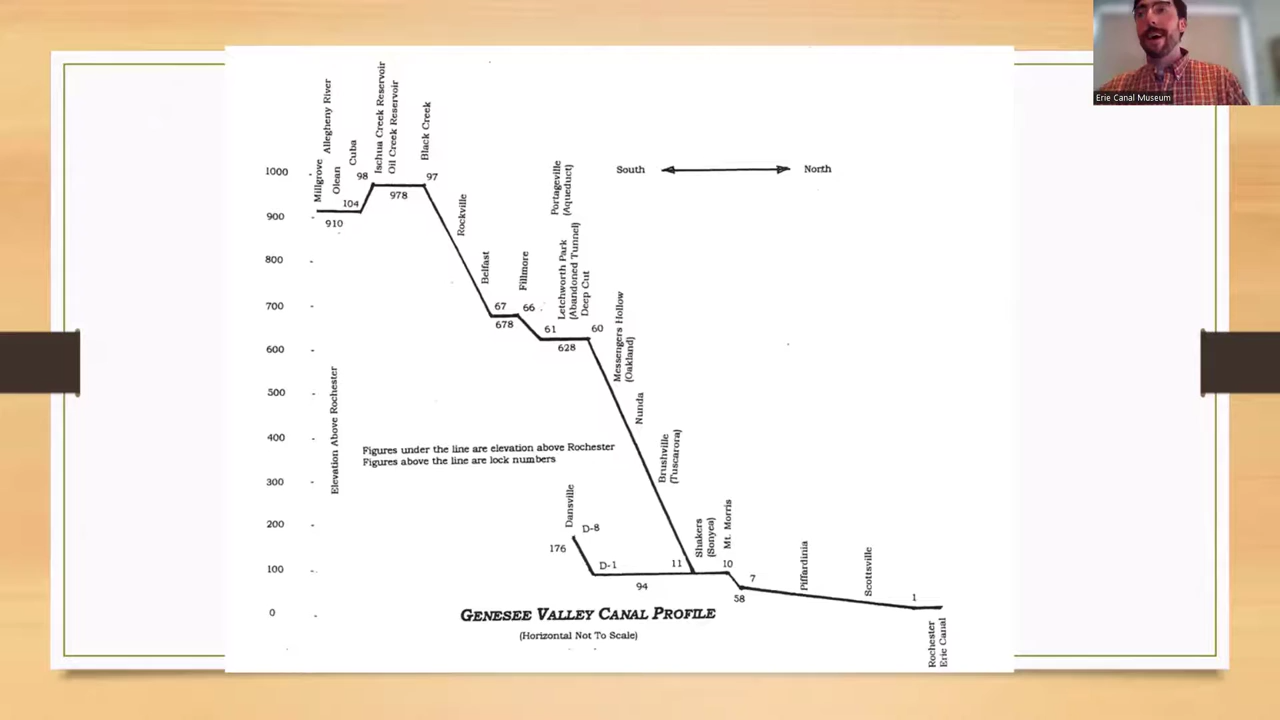 Erie Canal Museum
Millgrove
Allegheny River
Olean
Cuba
Ischua Creek Reservoir
Oil Creek Reservoir
Black Creek
Rockville
Belfast
Fillmore
Portageville
(Aqueduct)
Letchworth Park
(Abandoned Tunnel)
Deep Cut
Messengers Hollow
(Oakland)
Nunda
Brushville
(Tuscarora)
Shakers
(Sonyea)
Mt. Morris
Piffardinia
Scottsville
Rochester
Erie Canal
Dansville
South
North
1000
900
800
700
600
500
400
300
200
100
0
Elevation Above Rochester
104
98
97
910
978
67
66
678
61
60
628
D-8
176
D-1
94
11
10
7
58
1
Figures under the line are elevation above Rochester
Figures above the line are lock numbers
GENESEE VALLEY CANAL PROFILE
(Horizontal Not To Scale)